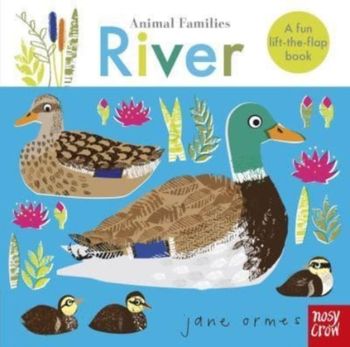 Animal Families
River
A fun
lift-the-flap
book
jane ormes
nosy
crow